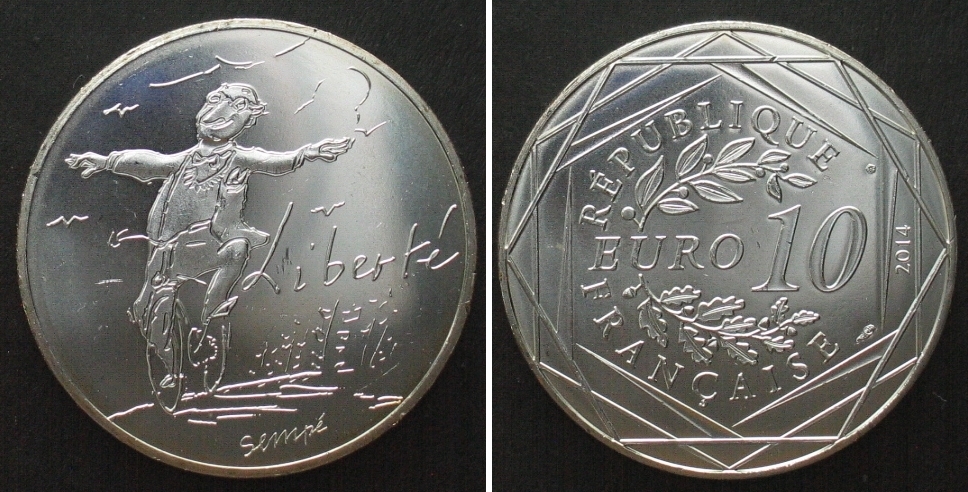 Liberté
Sempé
RÉPUBLIQUE
EURO 10
2014
FRANÇAISE